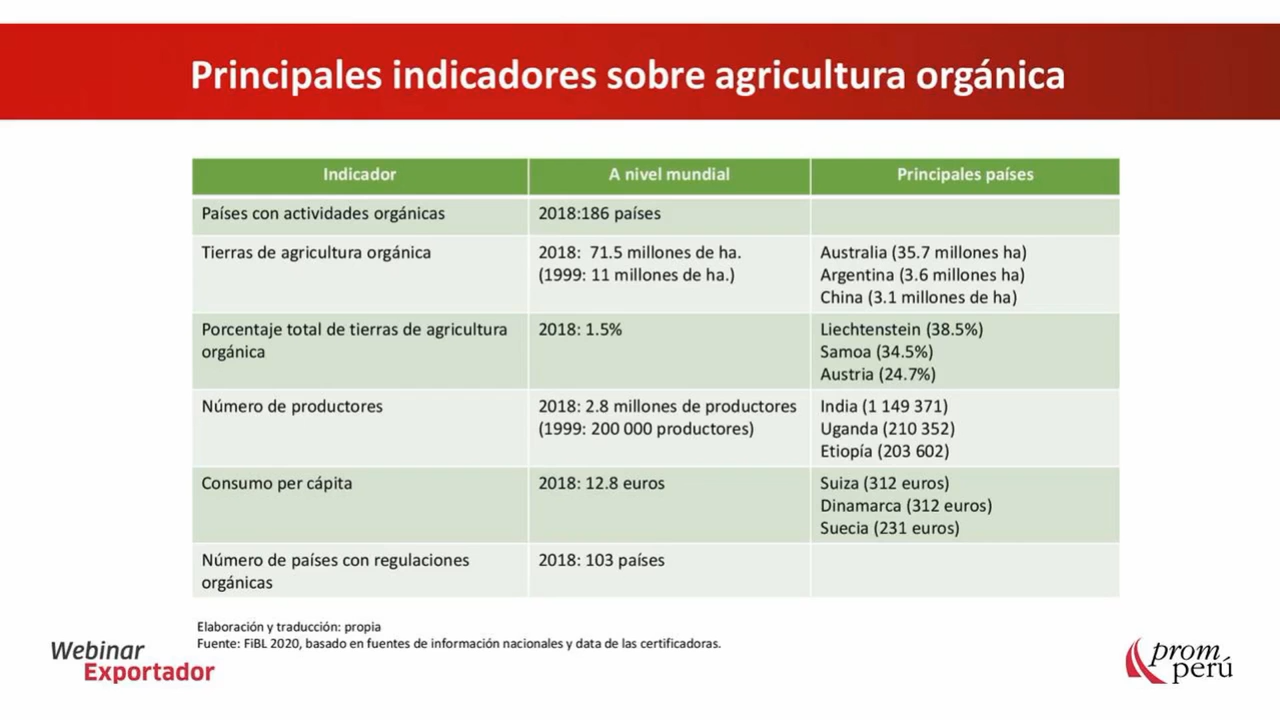 Principales indicadores sobre agricultura orgánica
Indicador
A nivel mundial
Principales países
Países con actividades orgánicas
2018:186 países
Tierras de agricultura orgánica
2018: 71.5 millones de ha.
(1999: 11 millones de ha.)
Australia (35.7 millones ha)
Argentina (3.6 millones ha)
China (3.1 millones de ha)
Porcentaje total de tierras de agricultura
orgánica
2018: 1.5%
Liechtenstein (38.5%)
Samoa (34.5%)
Austria (24.7%)
Número de productores
2018: 2.8 millones de productores
(1999: 200 000 productores)
India (1 149 371)
Uganda (210 352)
Etiopía (203 602)
Consumo per cápita
2018: 12.8 euros
Suiza (312 euros)
Dinamarca (312 euros)
Suecia (231 euros)
Número de países con regulaciones
orgánicas
2018: 103 países
Elaboración y traducción: propia
Fuente: FiBL 2020, basado en fuentes de información nacionales y data de las certificadoras.
Webinar
Exportador
prom
perú